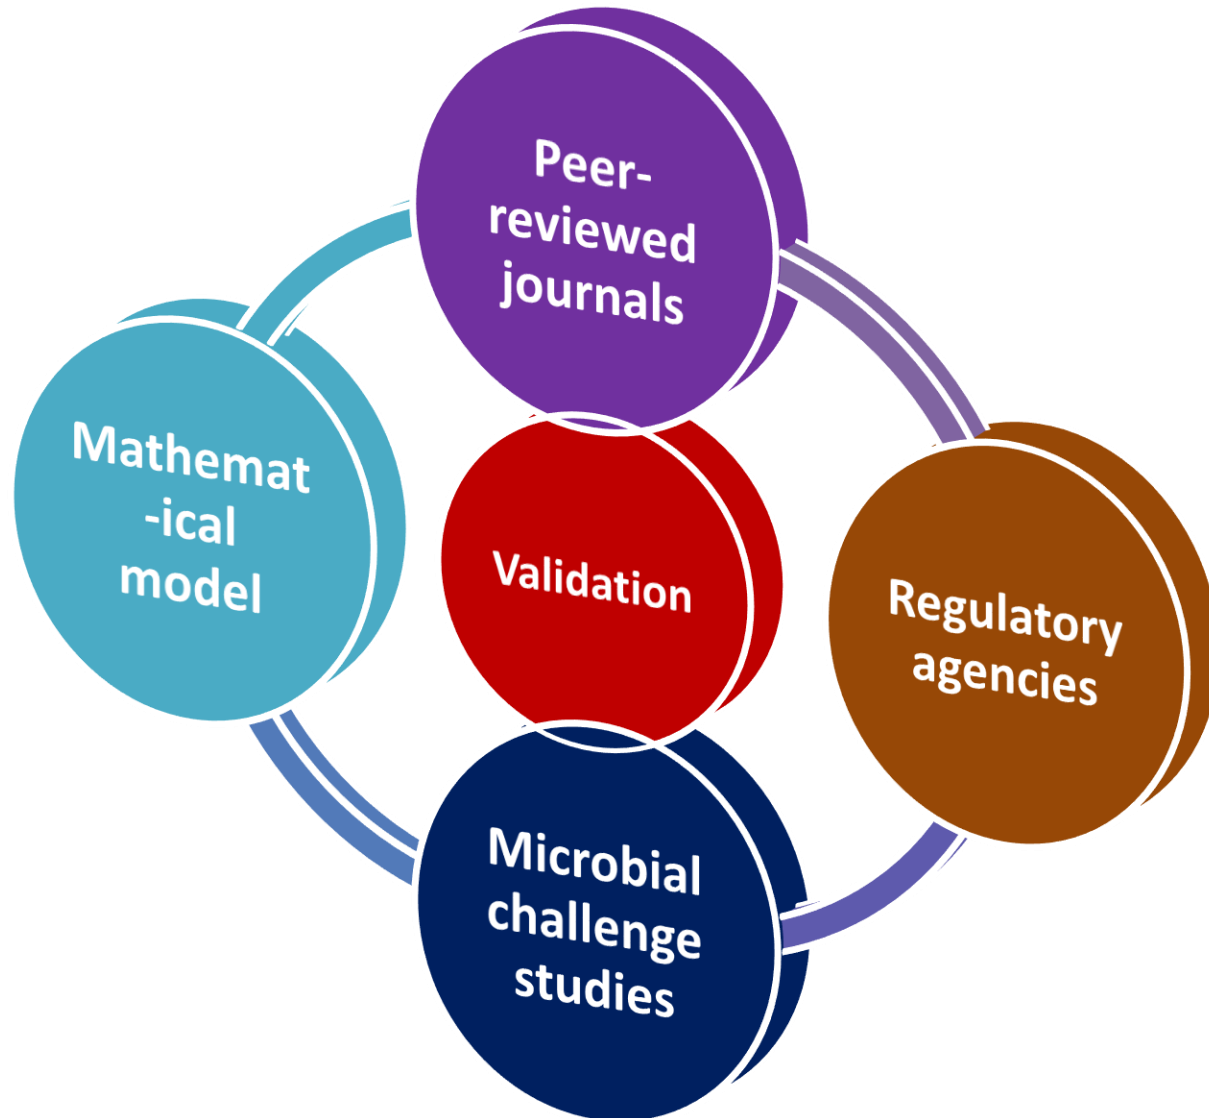 Peer-
reviewed
journals
Mathemat
-ical
model
Validation
Regulatory
agencies
Microbial
challenge
studies